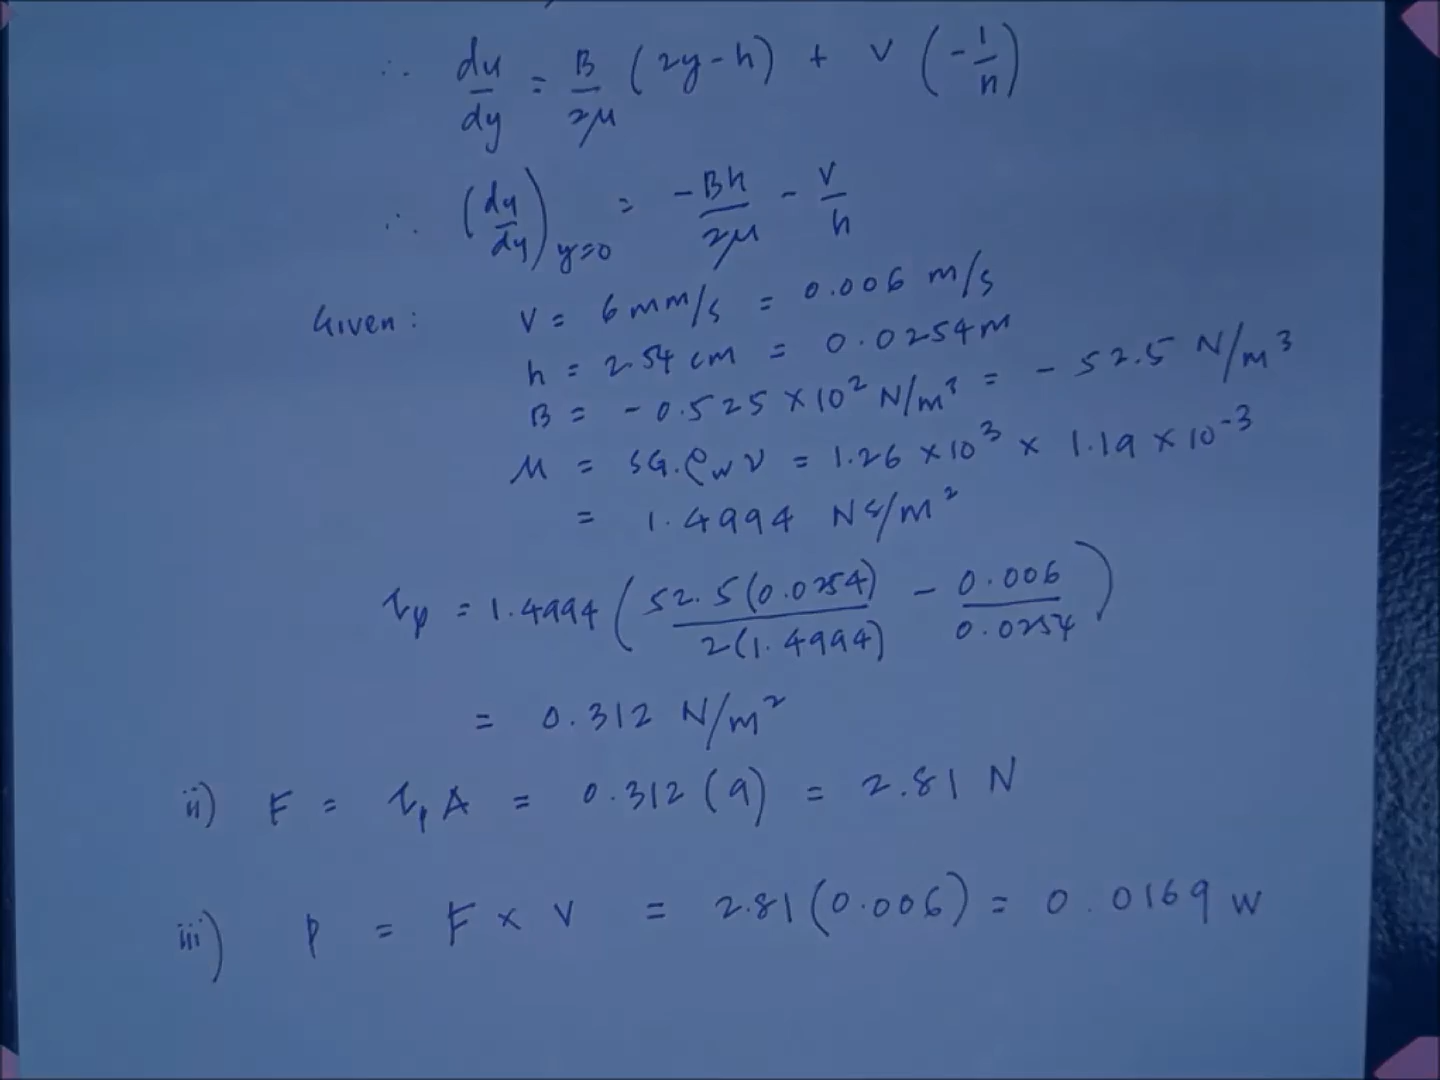 ∴ du/dy = B/2μ (2y-h) + V (-1/h)
∴ (du/dy)y=0 = -Bh/2μ - V/h
Given: V = 6 mm/s = 0.006 m/s
h = 2.54 cm = 0.0254 m
B = -0.525 × 10² N/m³ = -52.5 N/m³
μ = SG.ρwν = 1.26 × 10³ × 1.19 × 10⁻³
= 1.4994 Ns/m²
τp = 1.4994 ( 52.5(0.0254)/2(1.4994) - 0.006/0.0254 )
= 0.312 N/m²
ii) F = τpA = 0.312 (9) = 2.81 N
iii) P = F × V = 2.81(0.006) = 0.0169 W